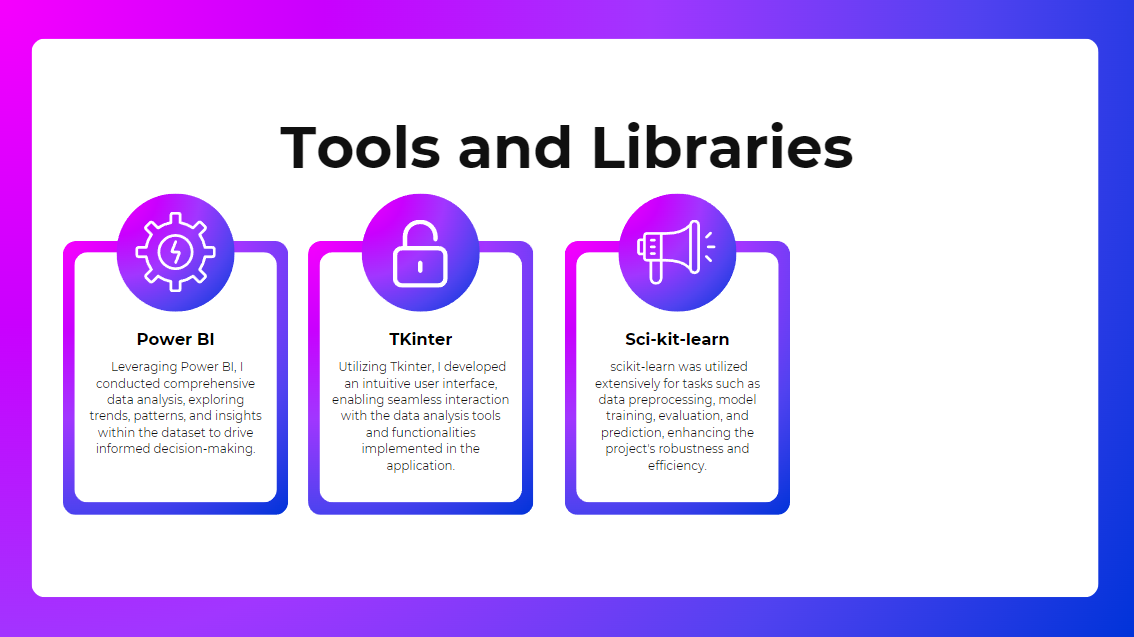 Tools and Libraries
Power BI
Leveraging Power BI, I
conducted comprehensive
data analysis, exploring
trends, patterns, and insights
within the dataset to drive
informed decision-making.
TKinter
Utilizing Tkinter, I developed
an intuitive user interface,
enabling seamless interaction
with the data analysis tools
and functionalities
implemented in the
application.
Sci-kit-learn
scikit-learn was utilized
extensively for tasks such as
data preprocessing, model
training, evaluation, and
prediction, enhancing the
project's robustness and
efficiency.